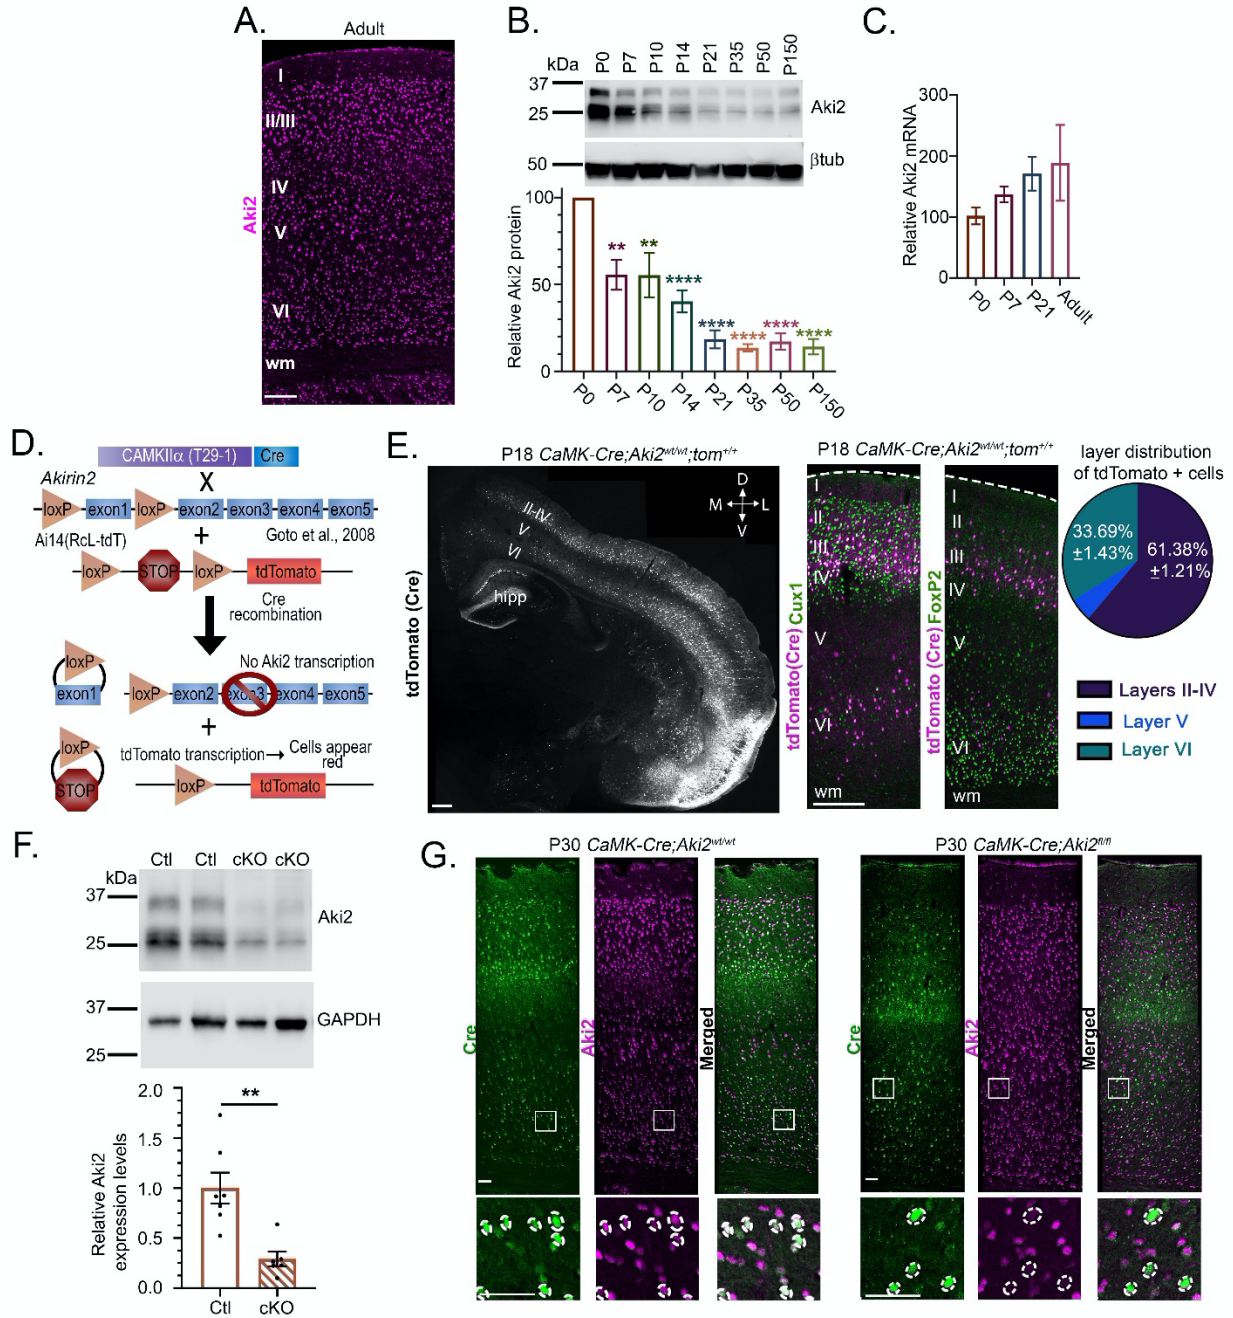 A.
Adult
I
II/III
IV
V
VI
wm
Aki2
B.
kDa
P0 P7 P10 P14 P21 P35 P50 P150
37
25
Aki2
50
βtub
100
50
0
Relative Aki2 protein
** ** **** **** **** **** ****
P0 P7 P10 P14 P21 P35 P50 P150
C.
300
200
100
0
Relative Aki2 mRNA
P0 P7 P21 Adult
D.
CAMKIIα (T29-1) Cre
Akirin2 X
loxP exon1 loxP exon2 exon3 exon4 exon5
Ai14(RcL-tdT) + Goto et al., 2008
loxP STOP loxP tdTomato
Cre
recombination
No Aki2 transcription
loxP
exon1 loxP exon2 exon3 exon4 exon5
+
loxP tdTomato transcription → Cells appear
red
STOP loxP tdTomato
E.
P18 CaMK-Cre;Aki2wt/wt;tom+/+
D
M L
V
II-IV
V
VI
hipp
tdTomato (Cre)
P18 CaMK-Cre;Aki2wt/wt;tom+/+
I
II
III
IV
V
VI
wm
tdTomato(Cre) Cux1
I
II
III
IV
V
VI
wm
tdTomato (Cre) FoxP2
layer distribution
of tdTomato + cells
33.69%
±1.43%
61.38%
±1.21%
Layers II-IV
Layer V
Layer VI
F.
Ctl Ctl cKO cKO
kDa
37
25
Aki2
37
25
GAPDH
2.0
1.5
1.0
0.5
0.0
Relative Aki2
expression levels
**
Ctl cKO
G.
P30 CaMK-Cre;Aki2wt/wt
Cre
Aki2
Merged
P30 CaMK-Cre;Aki2fl/fl
Cre
Aki2
Merged